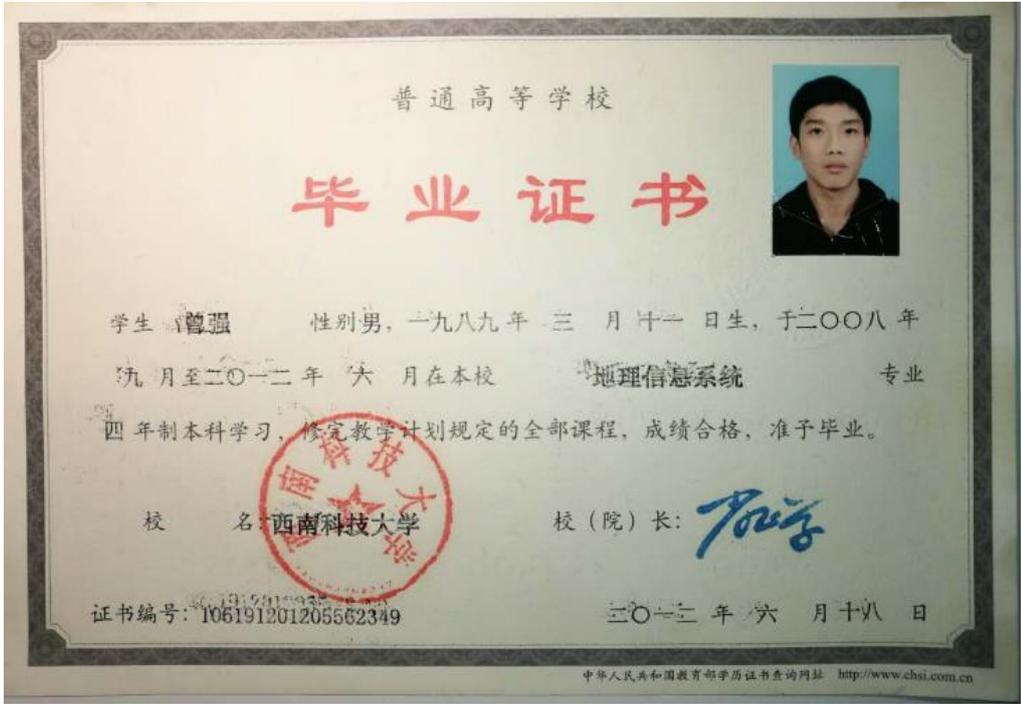 普通高等学校
毕业证书
学生 曾强 性别男，一九八九年 三 月 十一 日生，于二〇〇八年
九 月至二〇一二年 六 月在本校 地理信息系统 专业
四 年制本科学习，修完教学计划规定的全部课程，成绩合格，准予毕业。
西南科技大学
校 名：西南科技大学 校（院）长：
证书编号：106191201205562349 二〇一二年 六 月十八 日
中华人民共和国教育部学历证书查询网址 http://www.chsi.com.cn